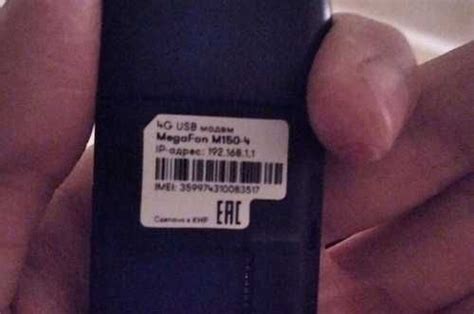 4G USB модем
MegaFon M150-4
IP-адрес: 192.168.1.1
IMEI: 359974310083517
Сделано в КНР
EAC